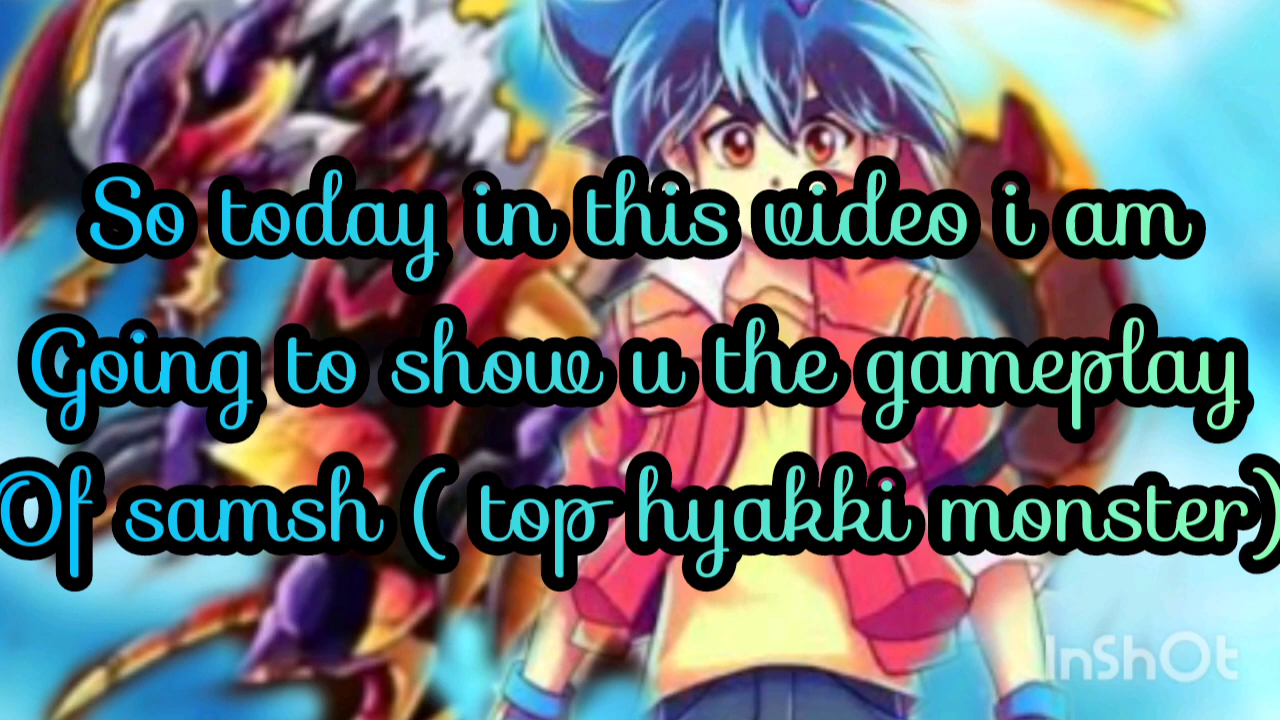 So today in this video i am
Going to show u the gameplay
Of samsh ( top hyakki monster)
InShOt